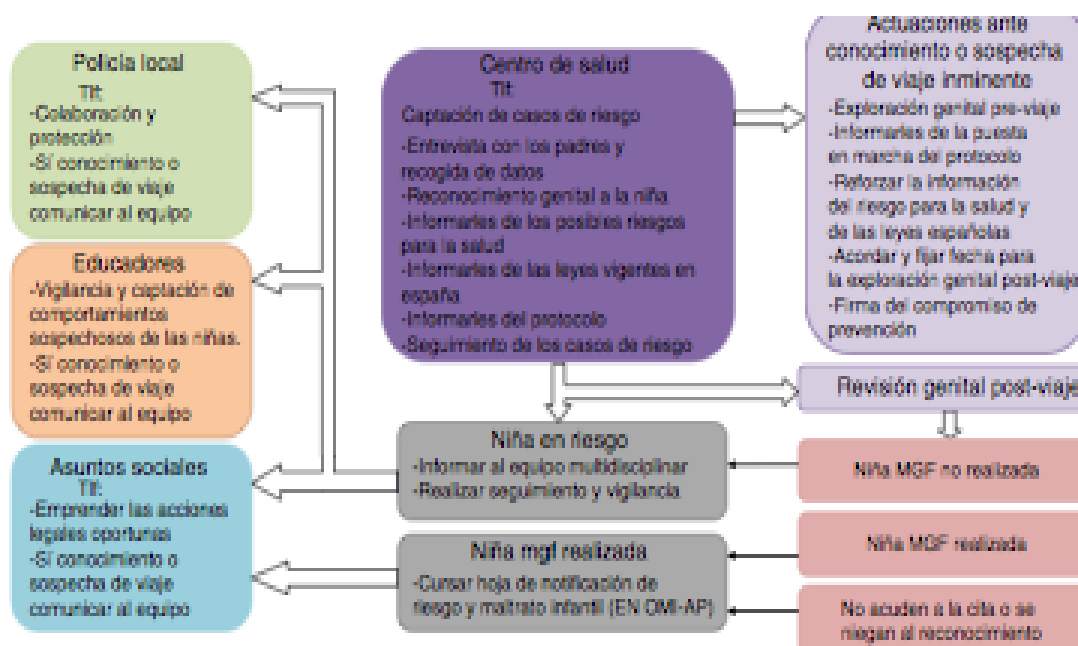 Policía local
Tlf:
-Colaboración y
protección
-Sí conocimiento o
sospecha de viaje
comunicar al equipo
Educadores
-Vigilancia y captación de
comportamientos
sospechosos de las niñas.
-Sí conocimiento o
sospecha de viaje
comunicar al equipo
Asuntos sociales
Tlf:
-Emprender las acciones
legales oportunas
-Sí conocimiento o
sospecha de viaje
comunicar al equipo
Centro de salud
Tlf:
Captación de casos de riesgo
-Entrevista con los padres y
recogida de datos
-Reconocimiento genital a la niña
-Informarles de los posibles riesgos
para la salud
-Informarles de las leyes vigentes en
españa
-Informarles del protocolo
-Seguimiento de los casos de riesgo
Niña en riesgo
-Informar al equipo multidisciplinar
-Realizar seguimiento y vigilancia
Niña mgf realizada
-Cursar hoja de notificación de
riesgo y maltrato infantil (EN OMI-AP)
Actuaciones ante
conocimiento o sospecha
de viaje inminente
-Exploración genital pre-viaje
-Informarles de la puesta
en marcha del protocolo
-Reforzar la información
del riesgo para la salud y
de las leyes españolas
-Acordar y fijar fecha para
la exploración genital post-viaje
-Firma del compromiso de
prevención
Revisión genital post-viaje
Niña MGF no realizada
Niña MGF realizada
No acuden a la cita o se
niegan al reconocimiento